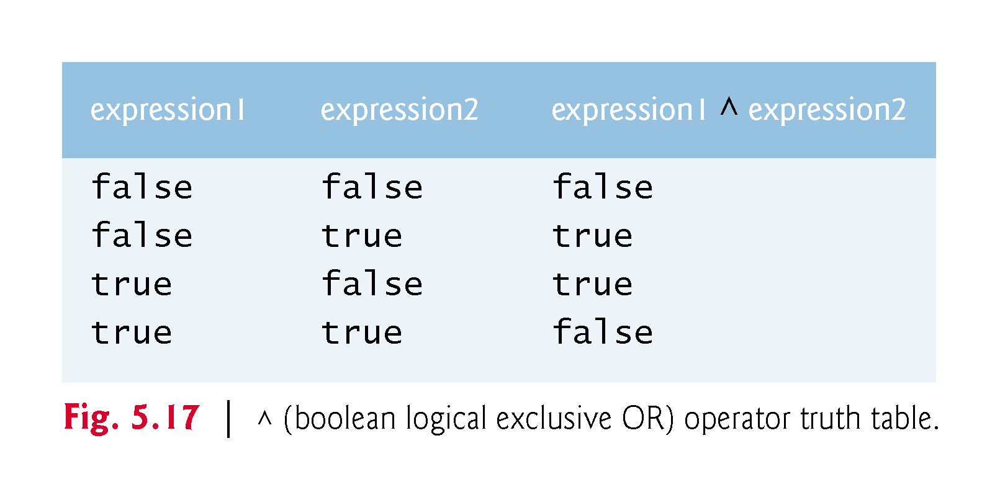 expression1 expression2 expression1 ^ expression2
false false false
false true true
true false true
true true false
Fig. 5.17 | ^ (boolean logical exclusive OR) operator truth table.